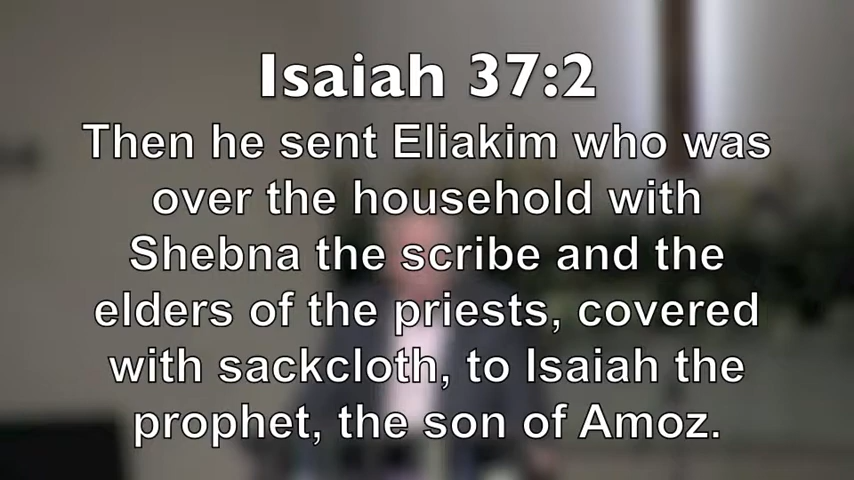 Isaiah 37:2
Then he sent Eliakim who was
over the household with
Shebna the scribe and the
elders of the priests, covered
with sackcloth, to Isaiah the
prophet, the son of Amoz.